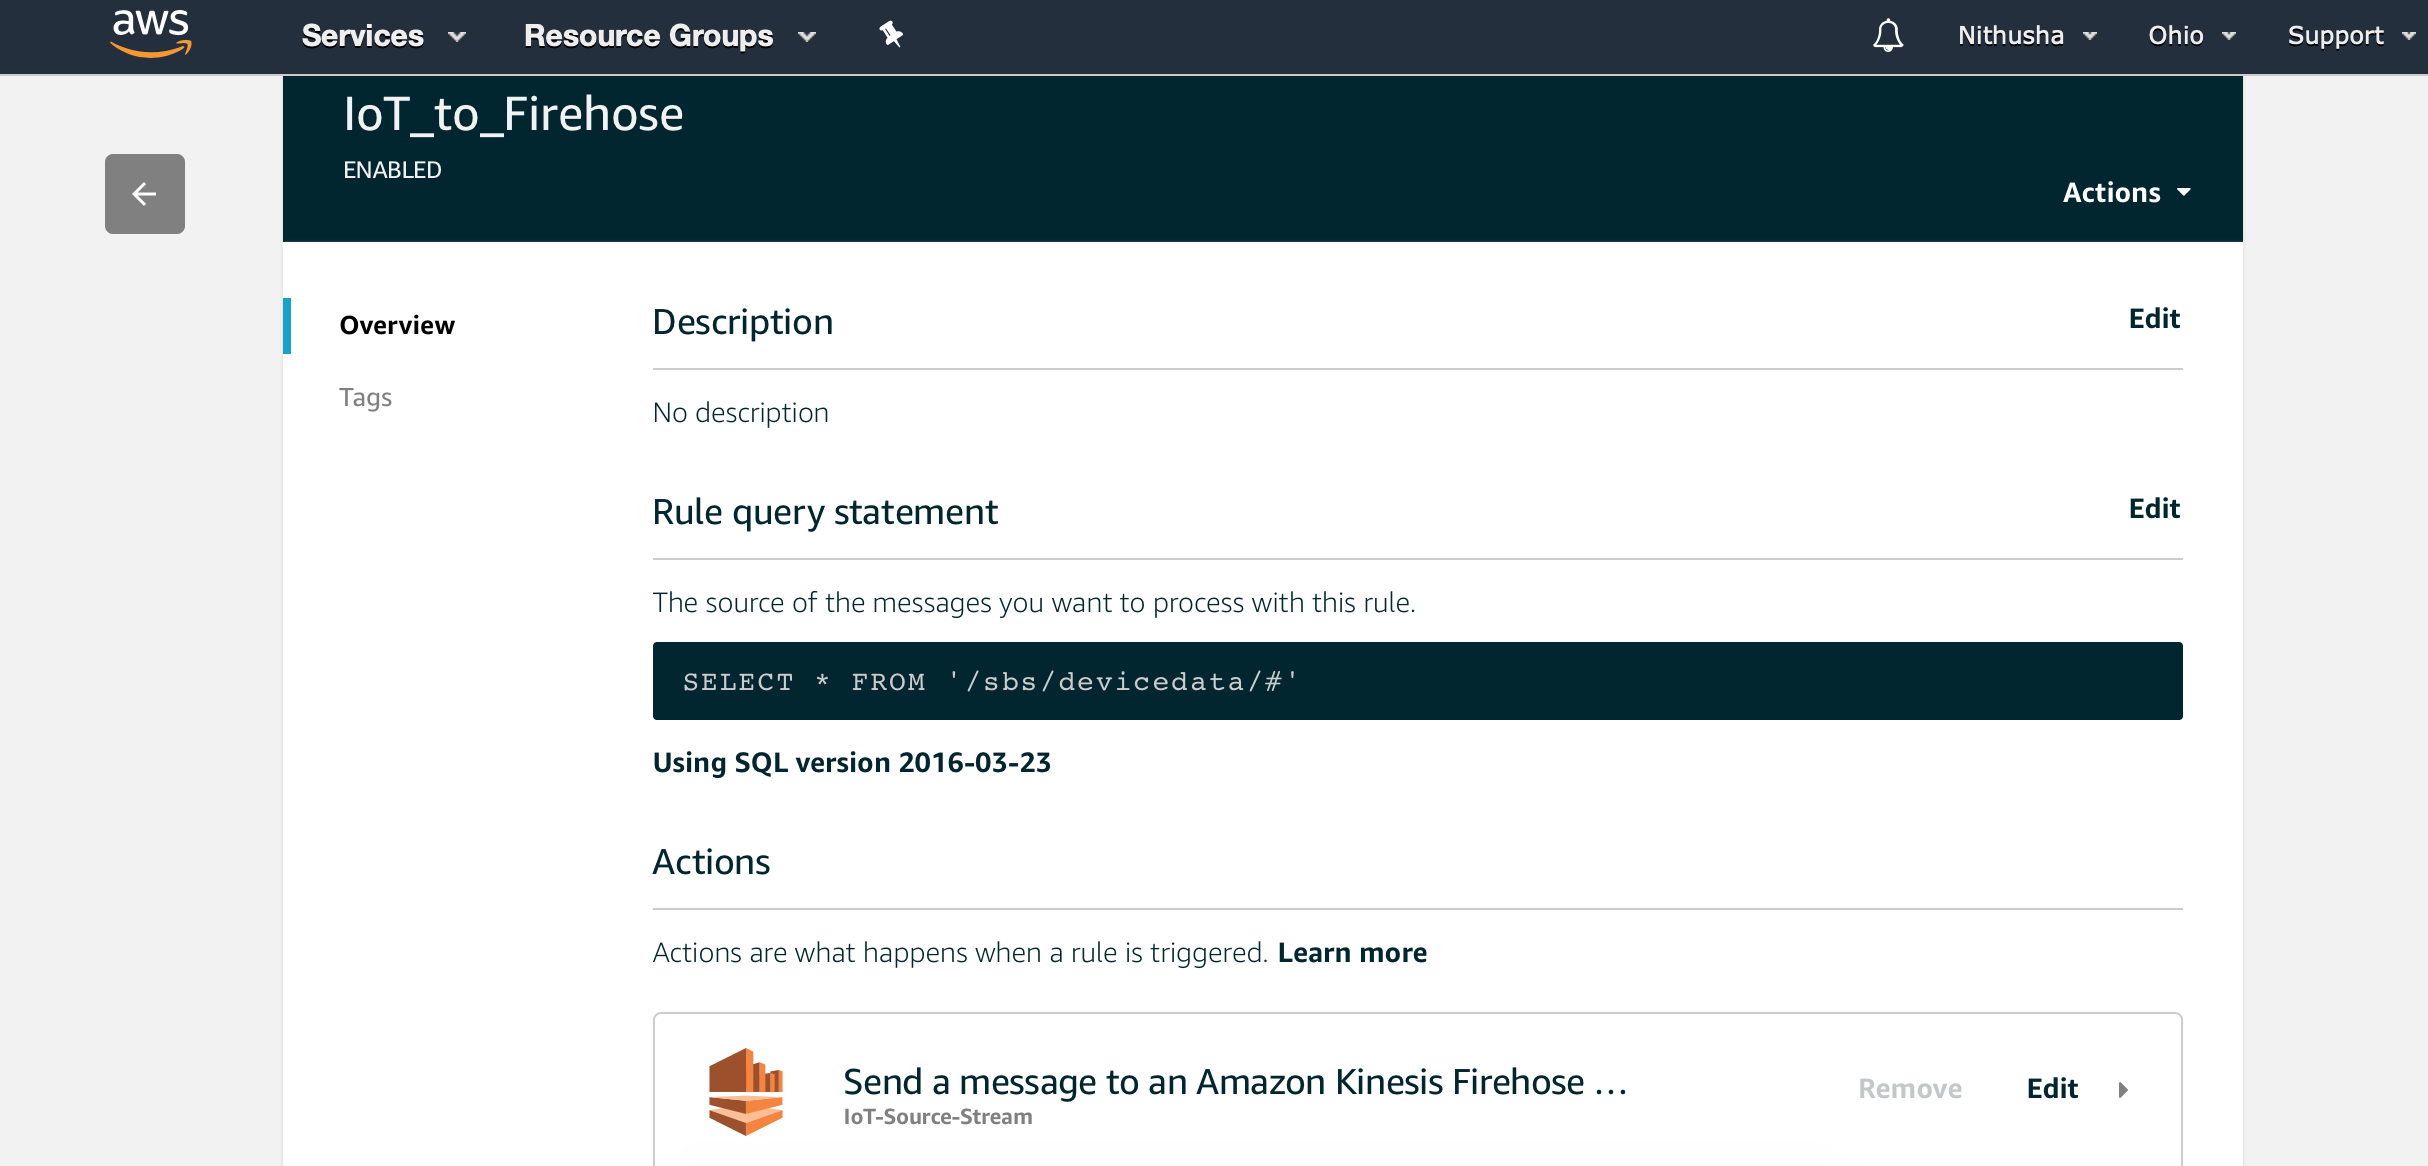 aws Services Resource Groups Nithusha Ohio Support
IoT_to_Firehose
ENABLED
Actions
Overview
Tags
Description Edit
No description
Rule query statement Edit
The source of the messages you want to process with this rule.
SELECT * FROM '/sbs/devicedata/#'
Using SQL version 2016-03-23
Actions
Actions are what happens when a rule is triggered. Learn more
Send a message to an Amazon Kinesis Firehose ... Remove Edit
IoT-Source-Stream